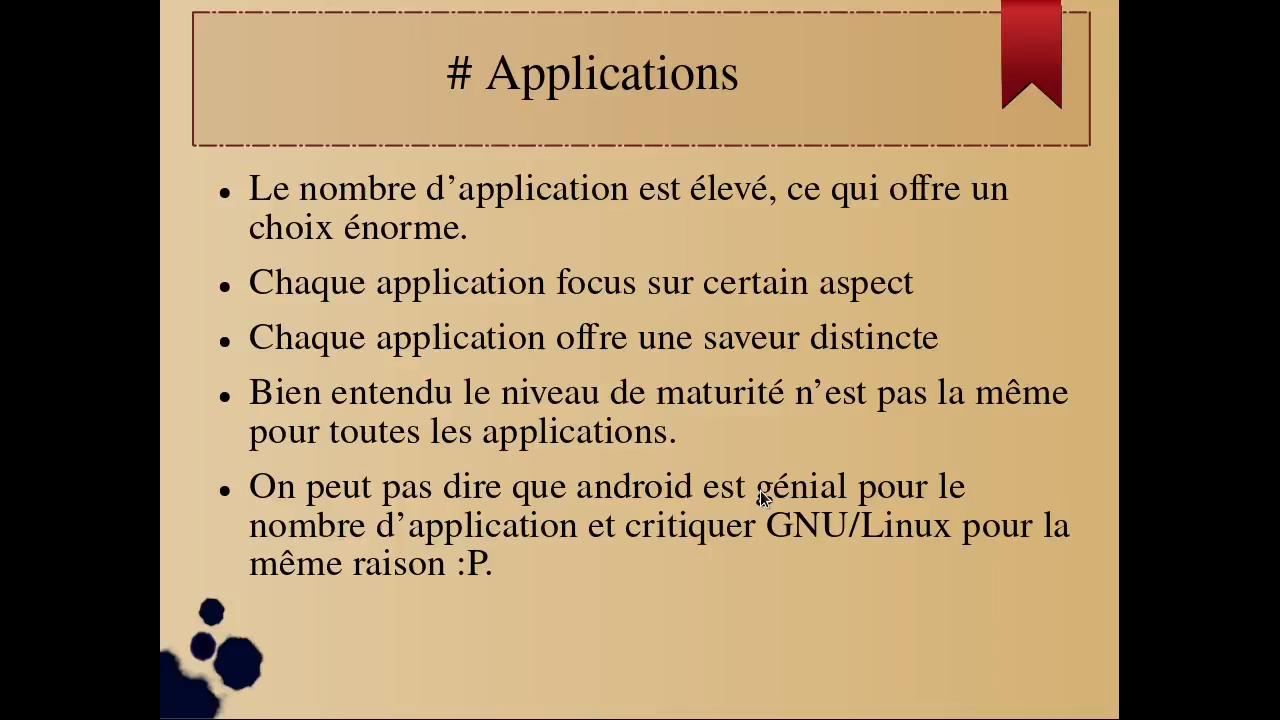 # Applications
• Le nombre d’application est élevé, ce qui offre un
choix énorme.
• Chaque application focus sur certain aspect
• Chaque application offre une saveur distincte
• Bien entendu le niveau de maturité n’est pas la même
pour toutes les applications.
• On peut pas dire que android est génial pour le
nombre d’application et critiquer GNU/Linux pour la
même raison :P.